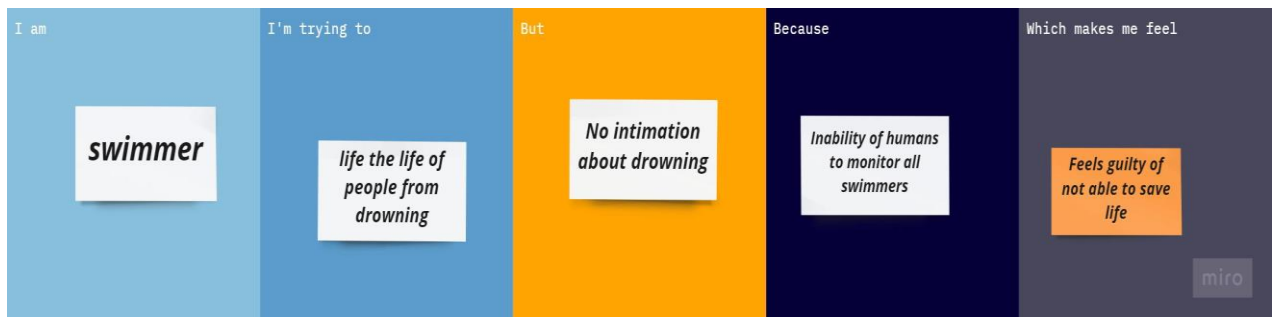 I am
swimmer
I'm trying to
life the life of
people from
drowning
But
No intimation
about drowning
Because
Inability of humans
to monitor all
swimmers
Which makes me feel
Feels guilty of
not able to save
life
miro